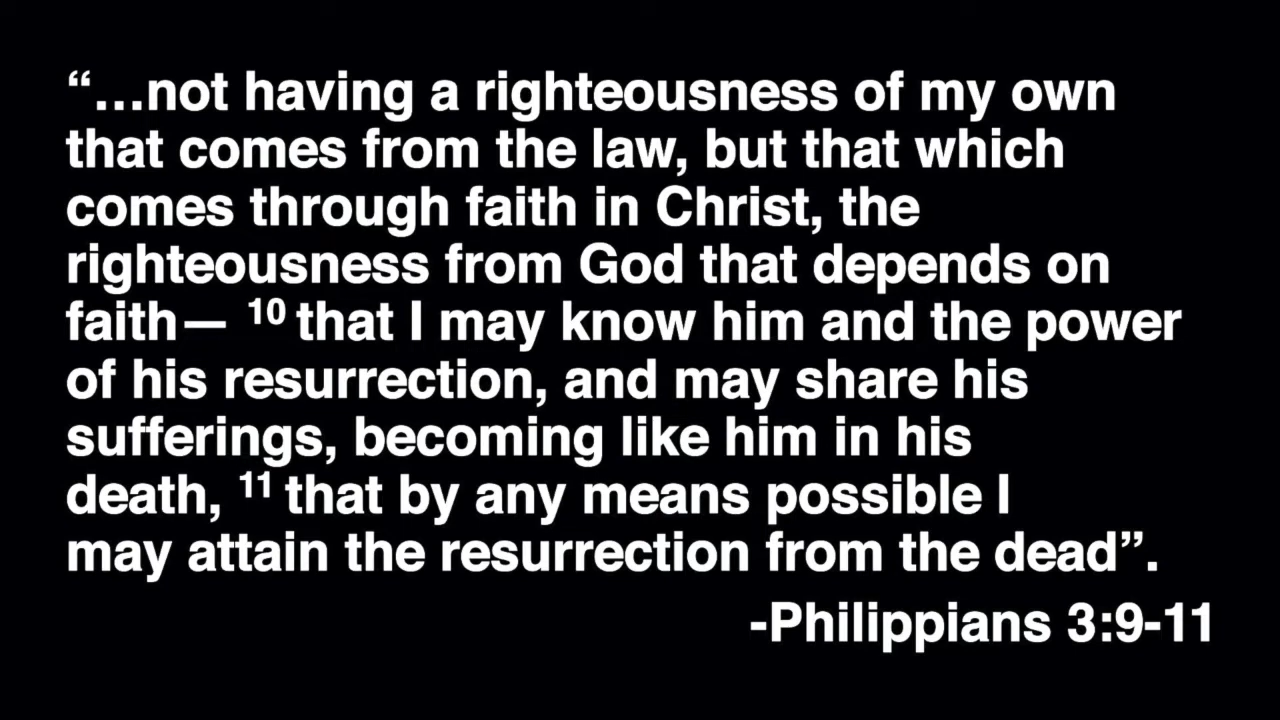 “…not having a righteousness of my own
that comes from the law, but that which
comes through faith in Christ, the
righteousness from God that depends on
faith— ¹⁰ that I may know him and the power
of his resurrection, and may share his
sufferings, becoming like him in his
death, ¹¹ that by any means possible I
may attain the resurrection from the dead”.
-Philippians 3:9-11